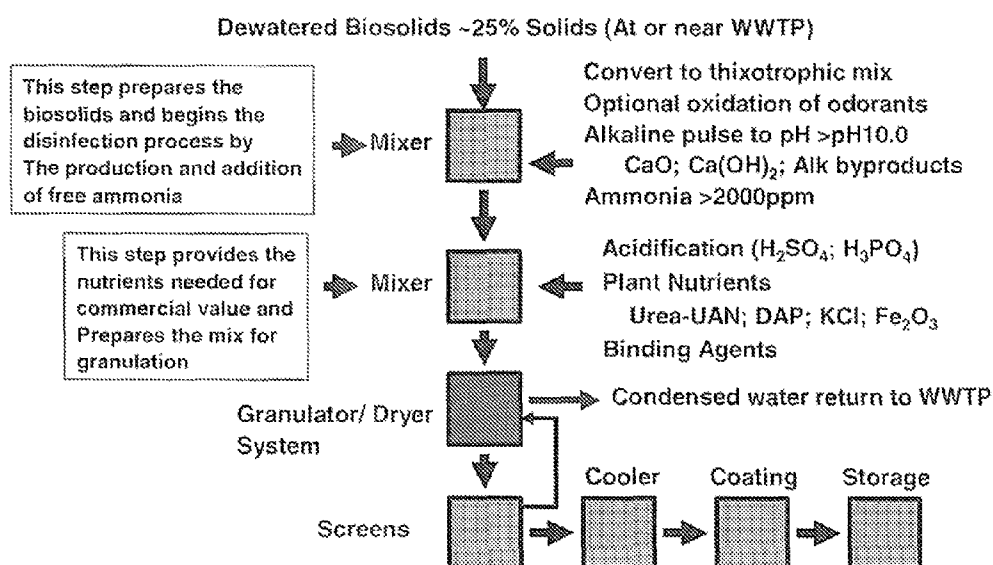 Dewatered Biosolids ~25% Solids (At or near WWTP)
This step prepares the
biosolids and begins the
disinfection process by
The production and addition
of free ammonia
Mixer
Convert to thixotrophic mix
Optional oxidation of odorants
Alkaline pulse to pH >pH10.0
CaO; Ca(OH)₂; Alk byproducts
Ammonia >2000ppm
This step provides the
nutrients needed for
commercial value and
Prepares the mix for
granulation
Mixer
Acidification (H₂SO₄; H₃PO₄)
Plant Nutrients
Urea-UAN; DAP; KCl; Fe₂O₃
Binding Agents
Granulator/ Dryer
System
Condensed water return to WWTP
Screens
Cooler
Coating
Storage